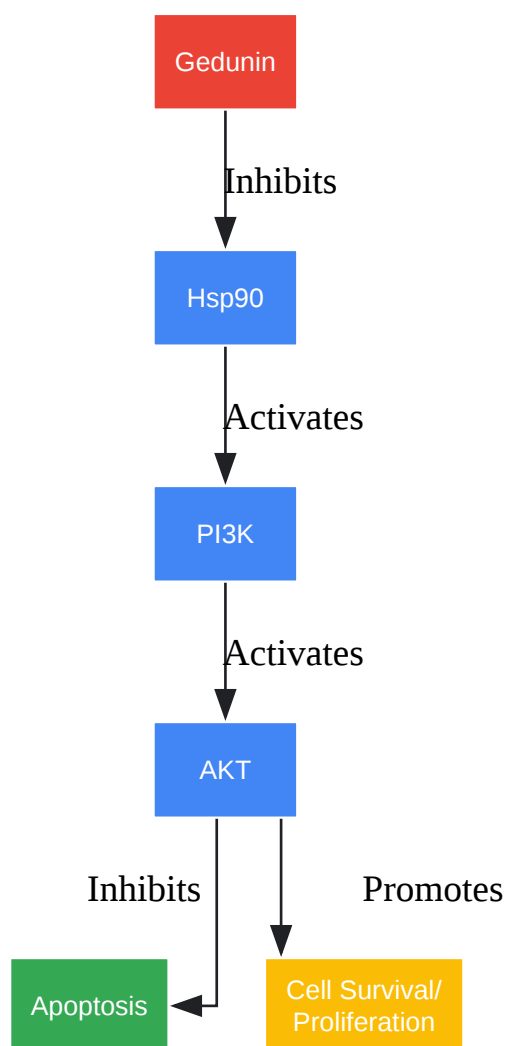 Gedunin
Inhibits
Hsp90
Activates
PI3K
Activates
AKT
Inhibits
Promotes
Apoptosis
Cell Survival/
Proliferation